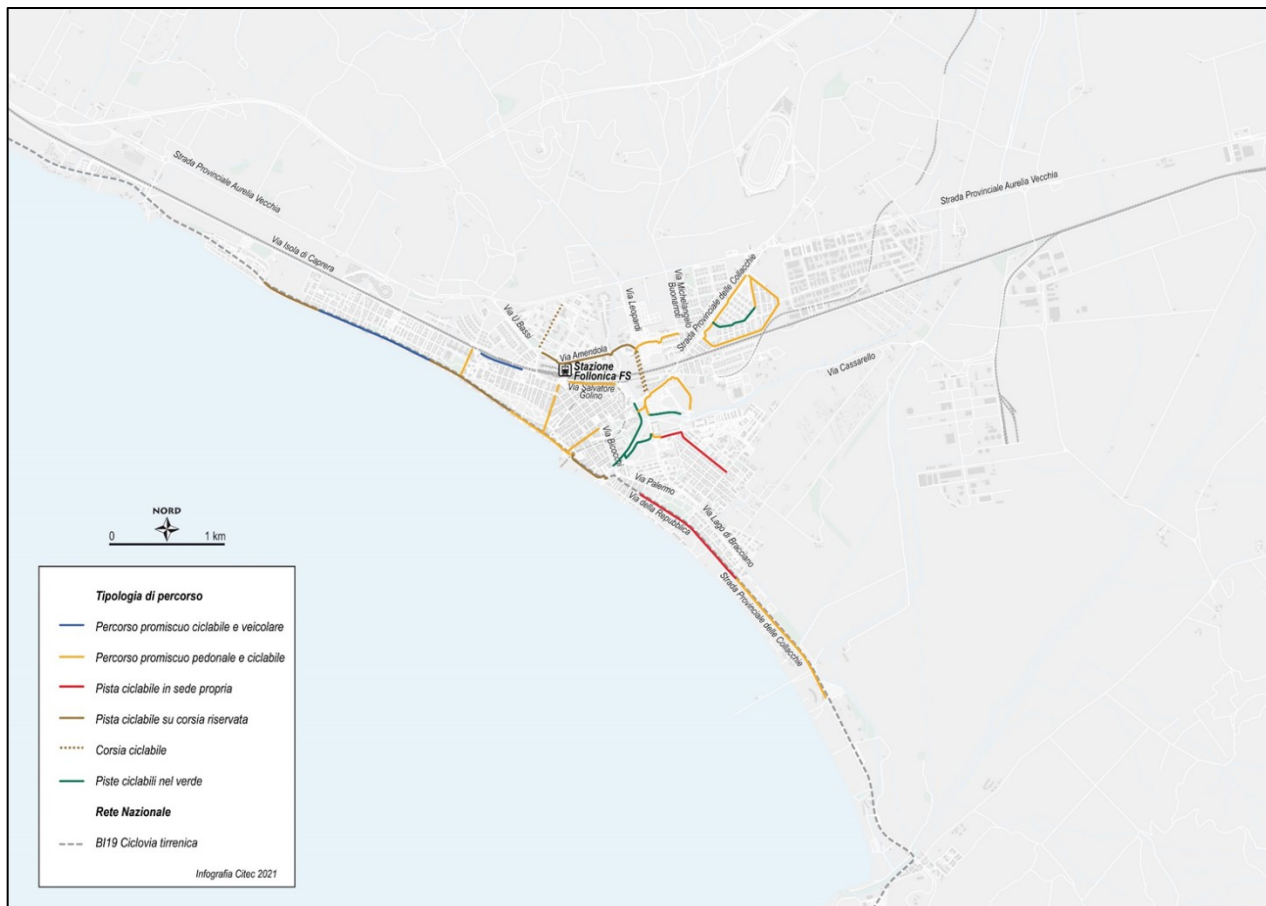 Strada Provinciale Aurelia Vecchia
Strada Provinciale Aurelia Vecchia
Via Isola di Caprera
Via U.Bassi
Via Leopardi
Via Michelangelo
Buonarroti
Strada Provinciale delle Collacchie
Via Amendola
Stazione
Follonica FS
Via Salvatore
Golino
Via Cassarello
Via Bicocchi
Via Palermo
Via della Repubblica
Via Lago di Bracciano
Strada Provinciale delle Collacchie
NORD
0 1 km
Tipologia di percorso
Percorso promiscuo ciclabile e veicolare
Percorso promiscuo pedonale e ciclabile
Pista ciclabile in sede propria
Pista ciclabile su corsia riservata
Corsia ciclabile
Piste ciclabili nel verde
Rete Nazionale
BI19 Ciclovia tirrenica
Infografia Citec 2021